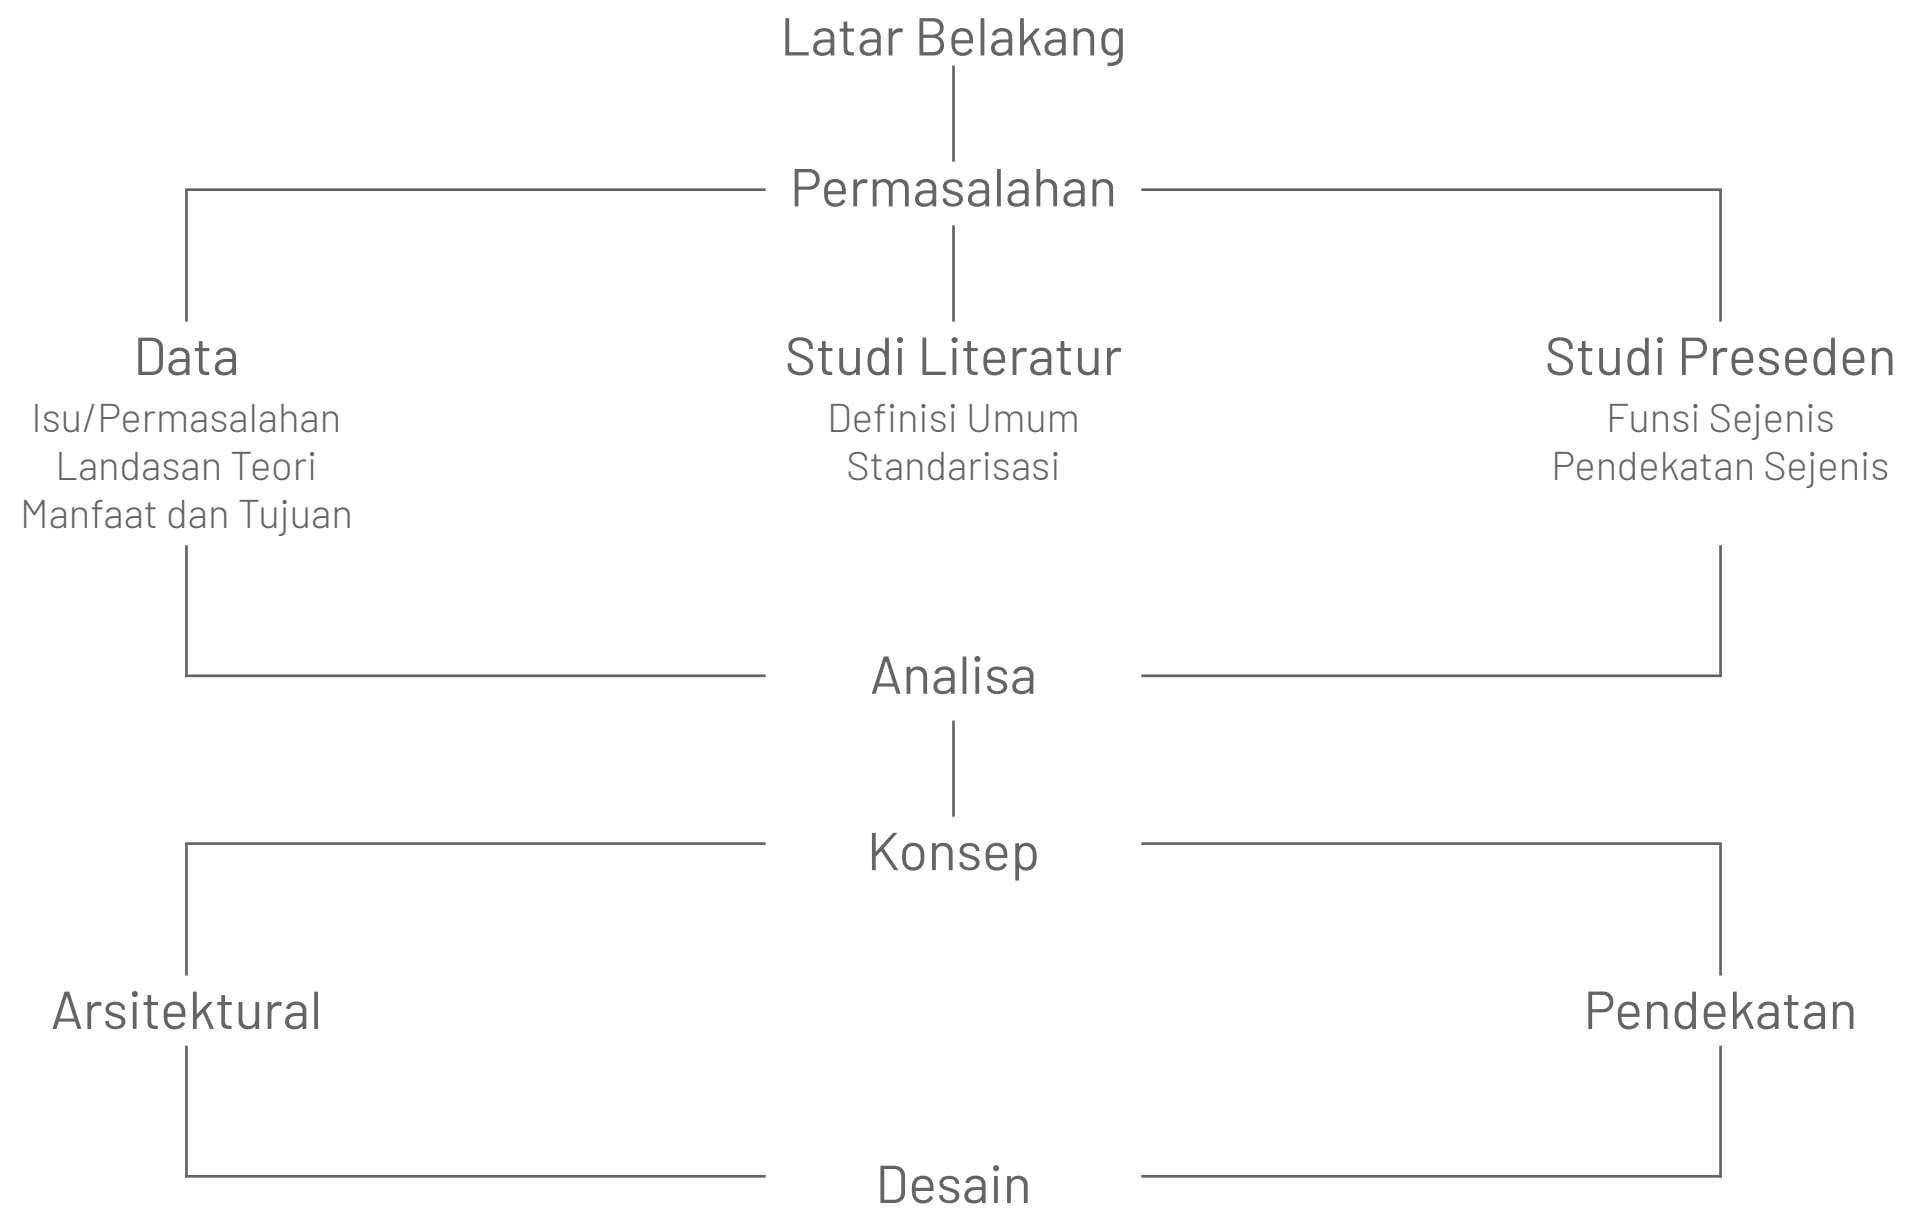 Latar Belakang
Permasalahan
Data
Isu/Permasalahan
Landasan Teori
Manfaat dan Tujuan
Studi Literatur
Definisi Umum
Standarisasi
Studi Preseden
Funsi Sejenis
Pendekatan Sejenis
Analisa
Konsep
Arsitektural
Pendekatan
Desain